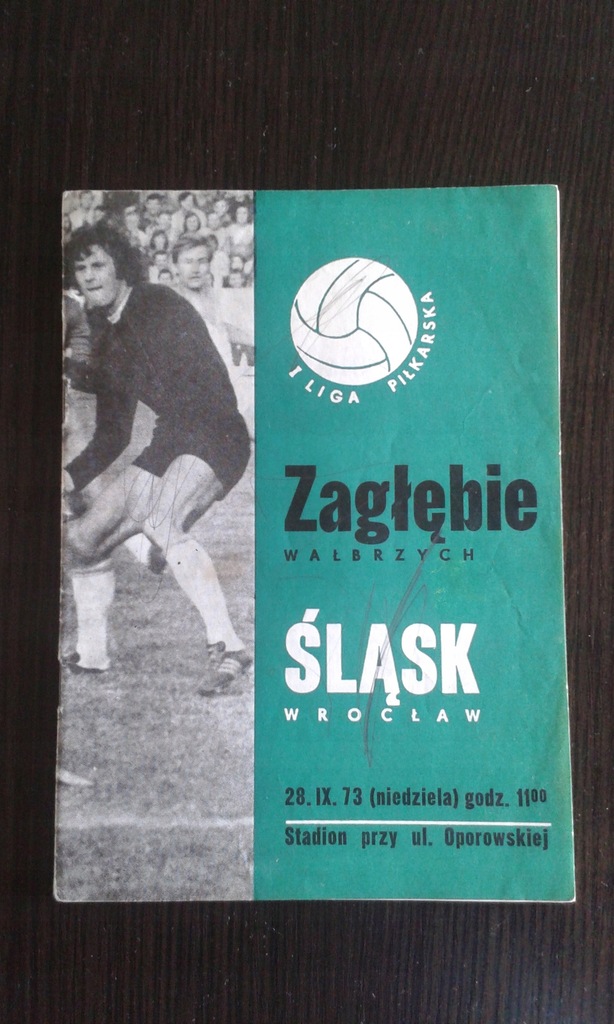 I LIGA PIŁKARSKA
Zagłębie
WAŁBRZYCH
ŚLĄSK
WROCŁAW
28. IX. 73 (niedziela) godz. 11⁰⁰
Stadion przy ul. Oporowskiej